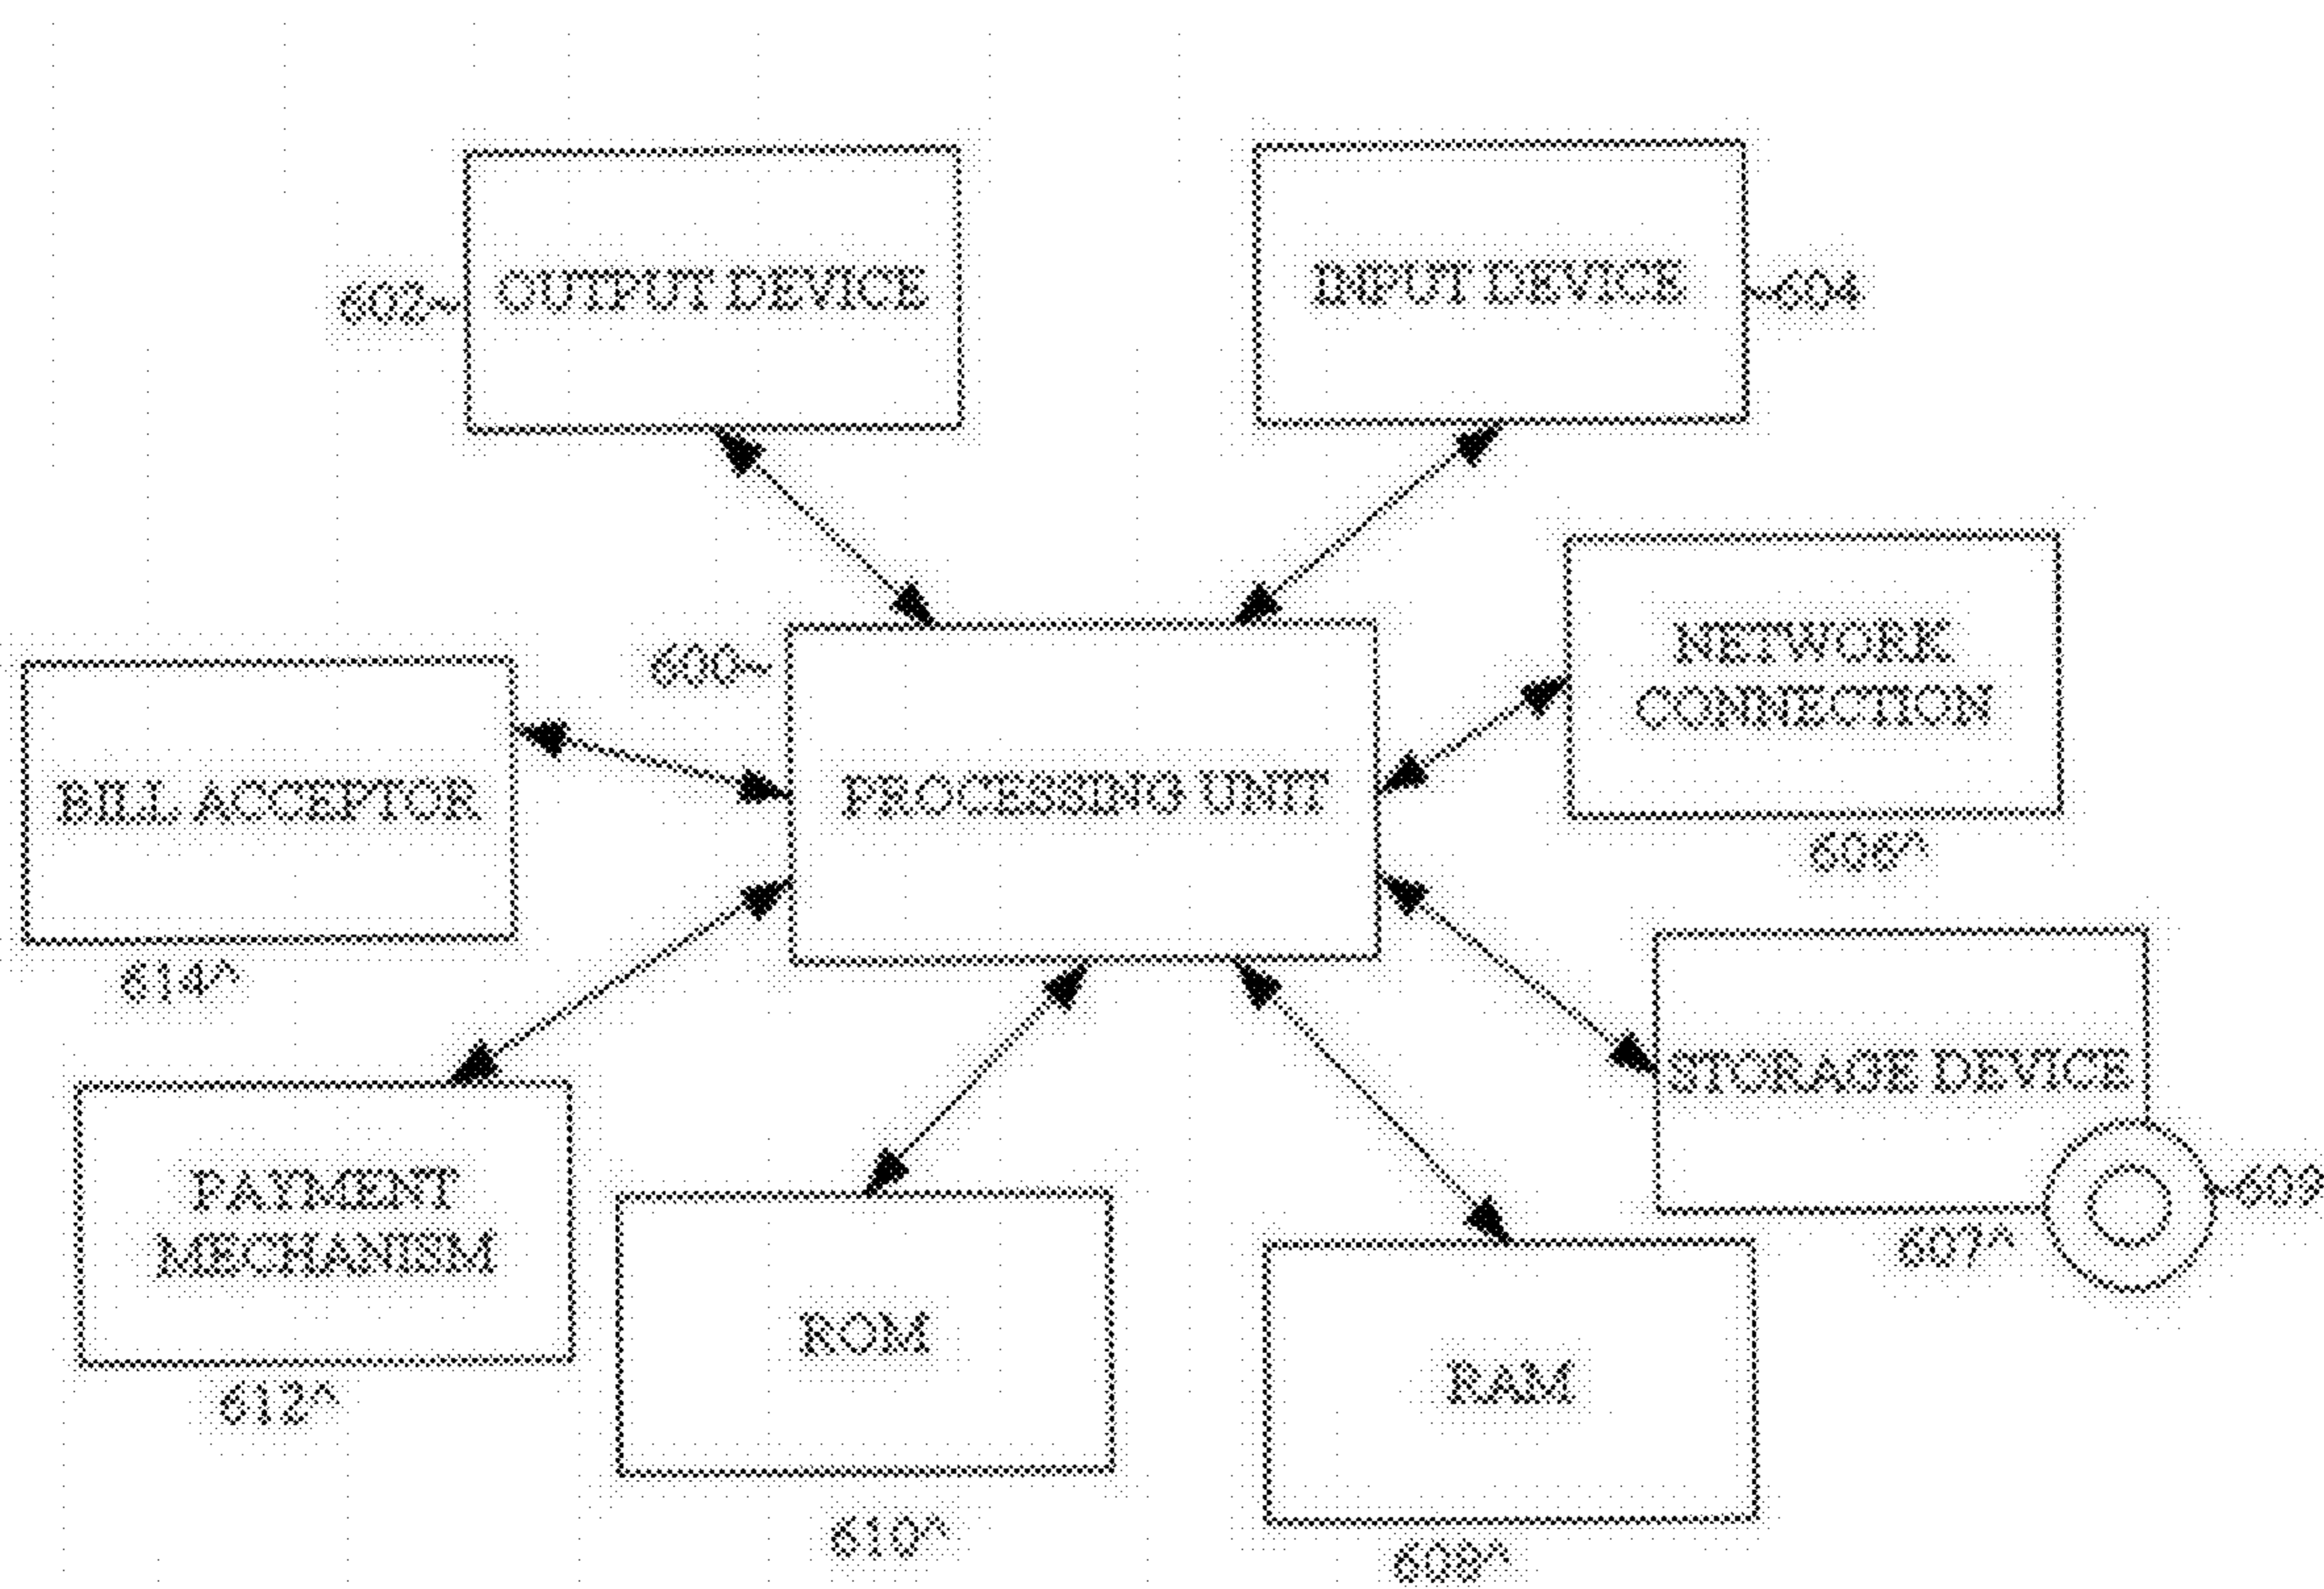 OUTPUT DEVICE
INPUT DEVICE
602~
~604
NETWORK
CONNECTION
600~
PROCESSING UNIT
BILL ACCEPTOR
606^
614^
STORAGE DEVICE
PAYMENT
MECHANISM
~609
607^
ROM
RAM
612^
610^
608^